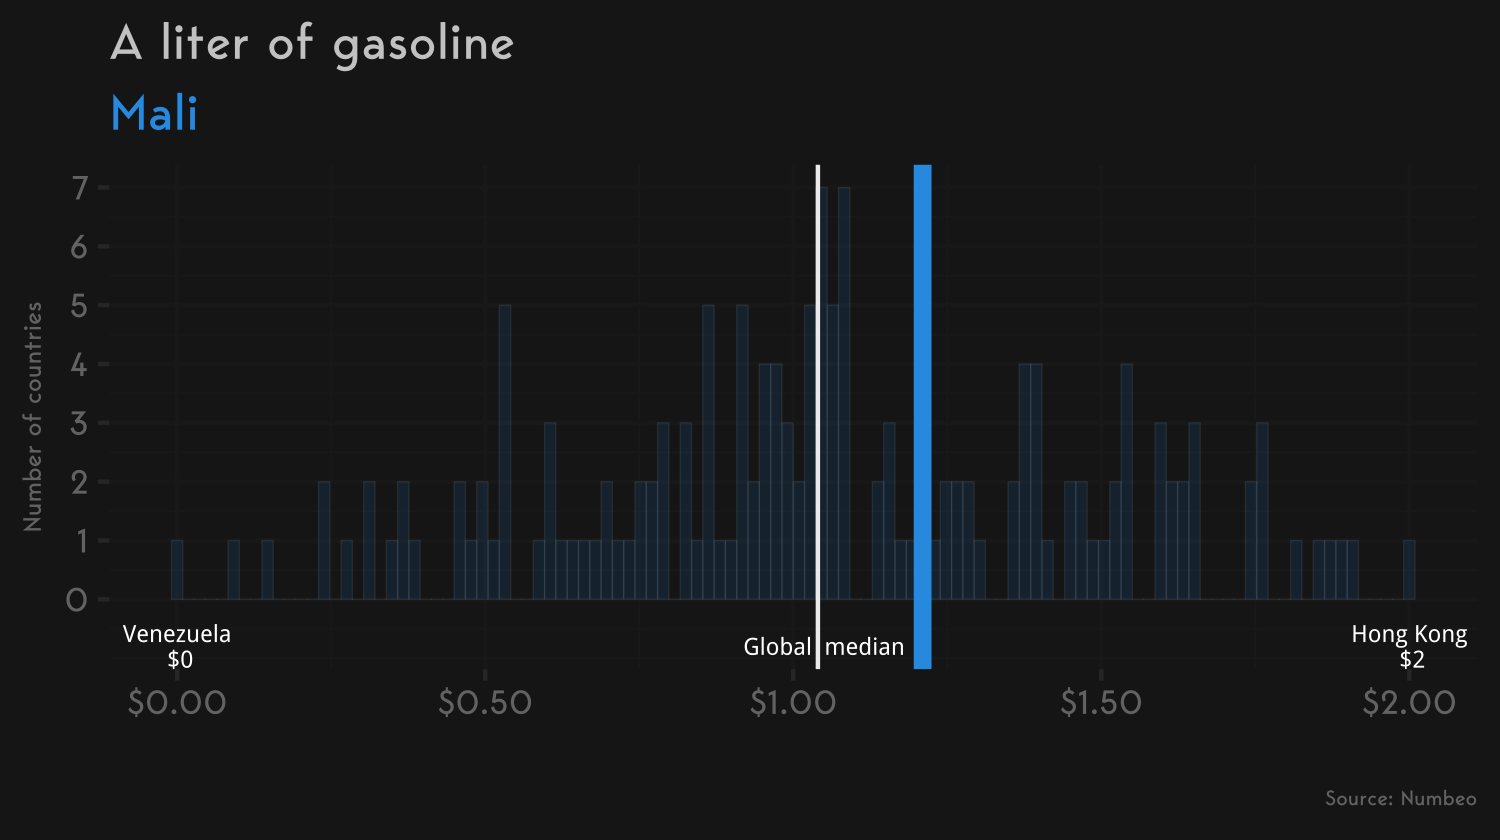 A liter of gasoline
Mali
Number of countries
7
6
5
4
3
2
1
0
Venezuela
$0
Global median
Hong Kong
$2
$0.00 $0.50 $1.00 $1.50 $2.00
Source: Numbeo